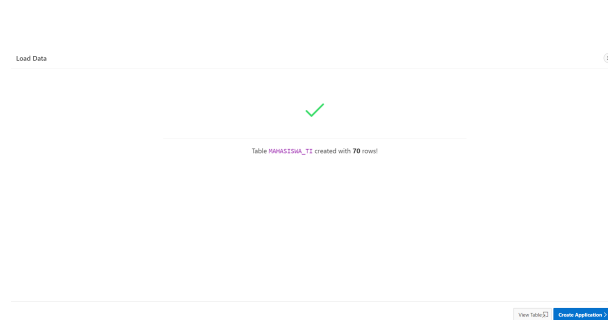 Load Data
Table MAHASISWA_TI created with 70 rows!
View Table
Create Application